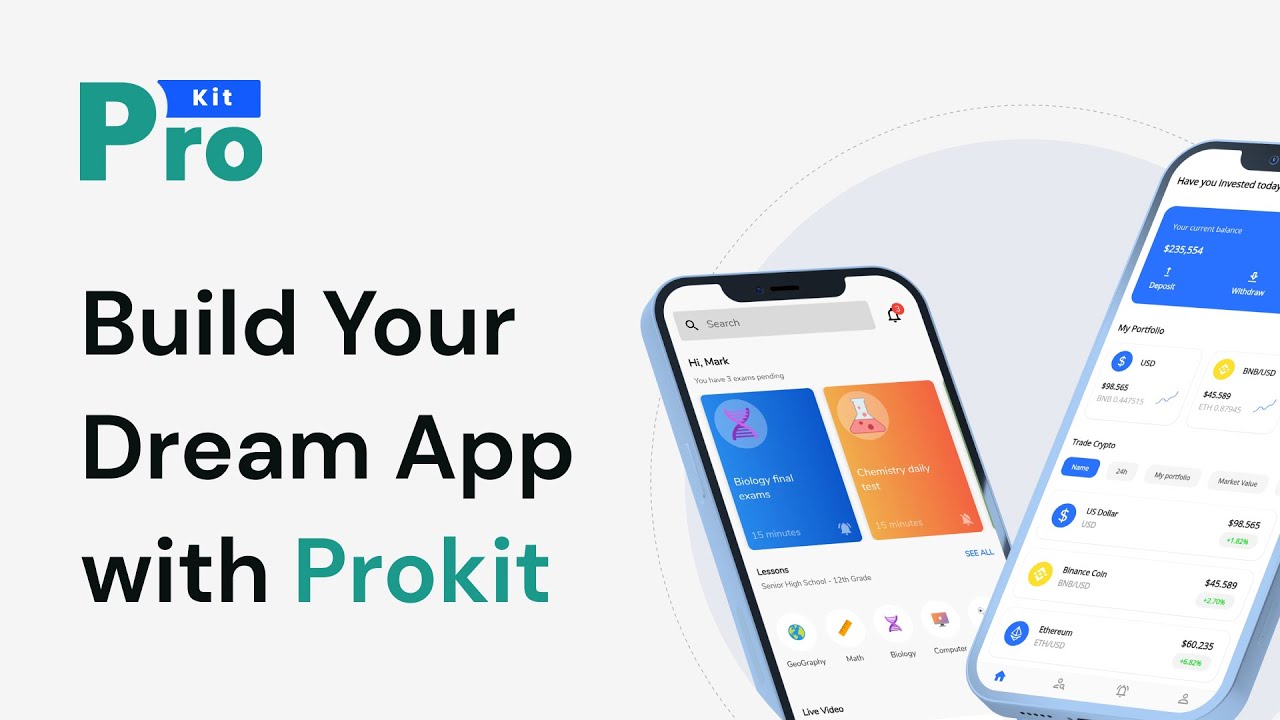 Kit
Pro
Build Your
Dream App
with Prokit
Search
3
Hi, Mark
You have 3 exams pending
Biology final
exams
15 minutes
Chemistry daily
test
15 minutes
SEE ALL
Lessons
Senior High School - 12th Grade
GeoGraphy
Math
Biology
Computer
Live Video
Have you Invested today
Your current balance
$235,554
Deposit
Withdraw
My Portfolio
USD
$98.565
BNB 0.447515
BNB/USD
$45.589
ETH 0.87945
Trade Crypto
Name
24h
My portfolio
Market Value
US Dollar
USD
$98.565
+1.82%
Binance Coin
BNB/USD
$45.589
+2.70%
Ethereum
ETH/USD
$60.235
+6.82%